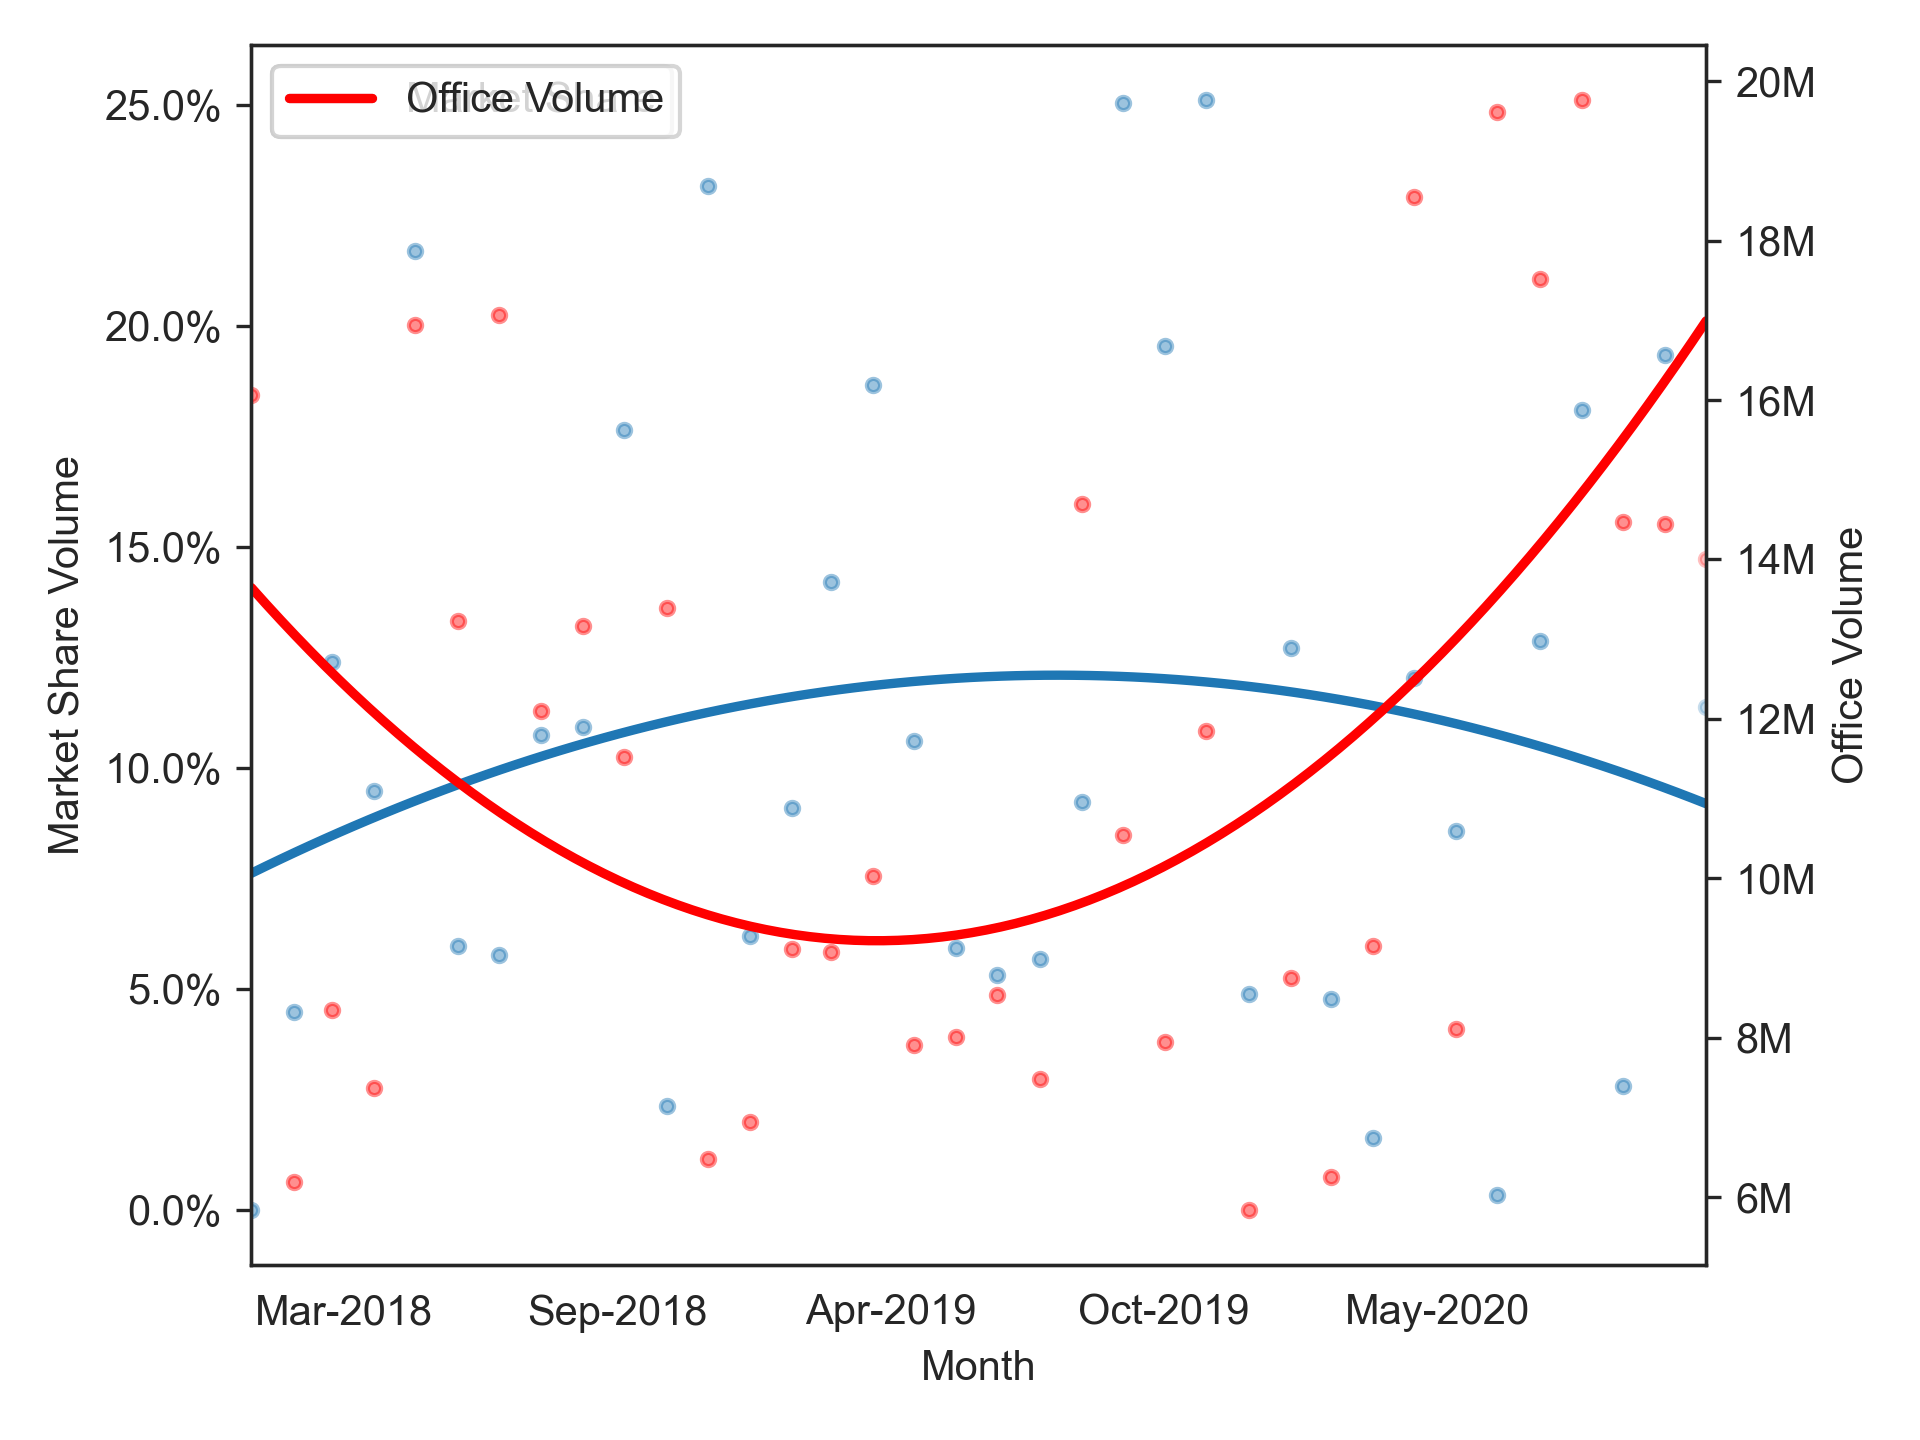 Market Share
Office Volume
25.0%
20.0%
15.0%
10.0%
5.0%
0.0%
Market Share Volume
20M
18M
16M
14M
12M
10M
8M
6M
Office Volume
Mar-2018 Sep-2018 Apr-2019 Oct-2019 May-2020
Month